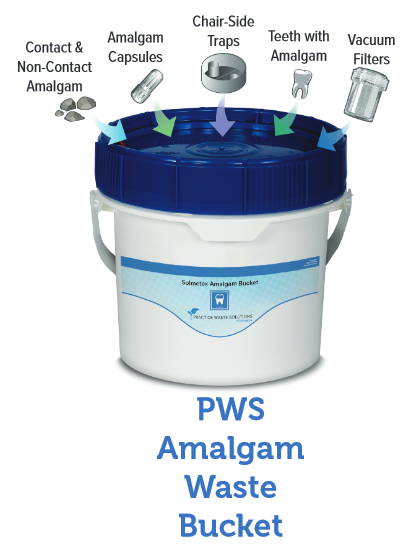 Contact &
Non-Contact
Amalgam
Amalgam
Capsules
Chair-Side
Traps
Teeth with
Amalgam
Vacuum
Filters
Solmetex Amalgam Bucket
PRACTICE WASTE SOLUTIONS
PWS
Amalgam
Waste
Bucket